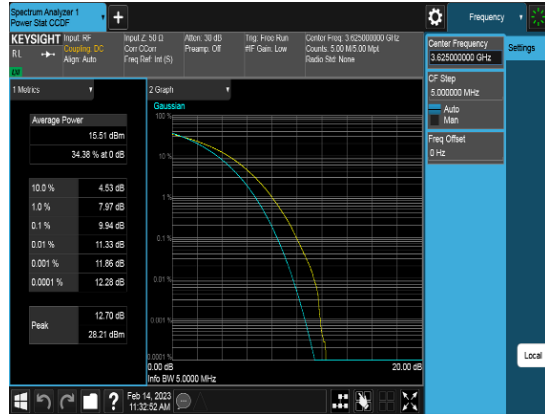 Spectrum Analyzer 1
Power Stat CCDF
+
Frequency
KEYSIGHT
RL
Input: RF
Coupling: DC
Align: Auto
Input Z: 50 Ω
Corr CCorr
Freq Ref: Int (S)
Atten: 30 dB
Preamp: Off
Trig: Free Run
#IF Gain: Low
Center Freq: 3.625000000 GHz
Counts: 5.00 M/5.00 Mpt
Radio Std: None
Center Frequency
3.625000000 GHz
Settings
CF Step
5.000000 MHz
Auto
Man
Freq Offset
0 Hz
Local
1 Metrics
Average Power
15.51 dBm
34.38 % at 0 dB
10.0 % 4.53 dB
1.0 % 7.97 dB
0.1 % 9.94 dB
0.01 % 11.33 dB
0.001 % 11.86 dB
0.0001 % 12.28 dB
Peak 12.70 dB
28.21 dBm
2 Graph
Gaussian
100 %
10 %
1 %
0.1 %
0.01 %
0.001 %
0.0001 %
0.00 dB 20.00 dB
Info BW 5.0000 MHz
?
Feb 14, 2023
11:32:52 AM